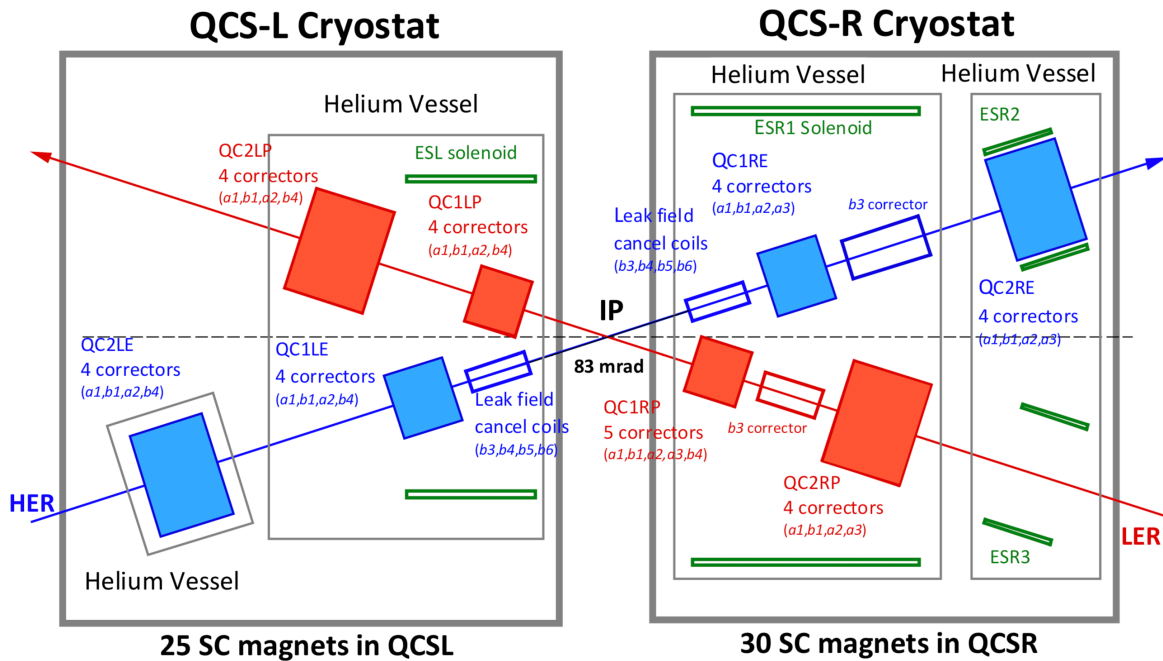 QCS-L Cryostat
QCS-R Cryostat
Helium Vessel
QC2LP
4 correctors
(a1,b1,a2,b4)
ESL solenoid
QC1LP
4 correctors
(a1,b1,a2,b4)
QC2LE
4 correctors
(a1,b1,a2,b4)
QC1LE
4 correctors
(a1,b1,a2,b4)
Leak field
cancel coils
(b3,b4,b5,b6)
HER
Helium Vessel
IP
83 mrad
Helium Vessel
Helium Vessel
ESR1 Solenoid
ESR2
QC1RE
4 correctors
(a1,b1,a2,a3)
b3 corrector
Leak field
cancel coils
(b3,b4,b5,b6)
QC2RE
4 correctors
(a1,b1,a2,a3)
QC1RP
5 correctors
(a1,b1,a2,a3,b4)
b3 corrector
QC2RP
4 correctors
(a1,b1,a2,a3)
LER
ESR3
25 SC magnets in QCSL
30 SC magnets in QCSR